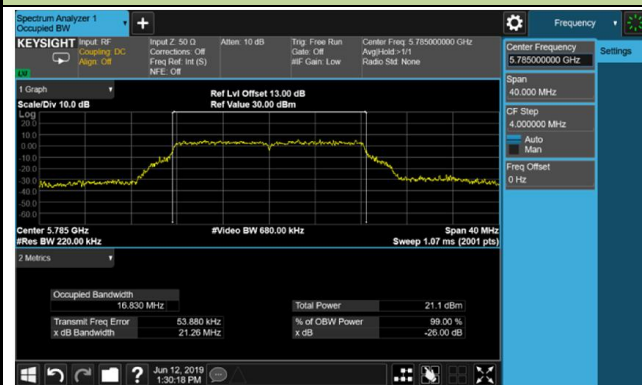 Spectrum Analyzer 1
Occupied BW
Frequency
KEYSIGHT
Input: RF
Coupling: DC
Align: Off
Input Z: 50 Ω
Corrections: Off
Freq Ref: Int (S)
NFE: Off
Atten: 10 dB
Trig: Free Run
Gate: Off
#IF Gain: Low
Center Freq: 5.785000000 GHz
Avg|Hold:>1/1
Radio Std: None
1 Graph
Scale/Div 10.0 dB
Ref Lvl Offset 13.00 dB
Ref Value 30.00 dBm
Log
20.0
10.0
0.00
-10.0
-20.0
-30.0
-40.0
-50.0
-60.0
Center 5.785 GHz
#Res BW 220.00 kHz
#Video BW 680.00 kHz
Span 40 MHz
Sweep 1.07 ms (2001 pts)
2 Metrics
Occupied Bandwidth
16.830 MHz
Transmit Freq Error 53.880 kHz
x dB Bandwidth 21.26 MHz
Total Power 21.1 dBm
% of OBW Power 99.00 %
x dB -26.00 dB
Center Frequency
5.785000000 GHz
Span
40.000 MHz
CF Step
4.000000 MHz
Auto
Man
Freq Offset
0 Hz
Settings
?
Jun 12, 2019
1:30:18 PM